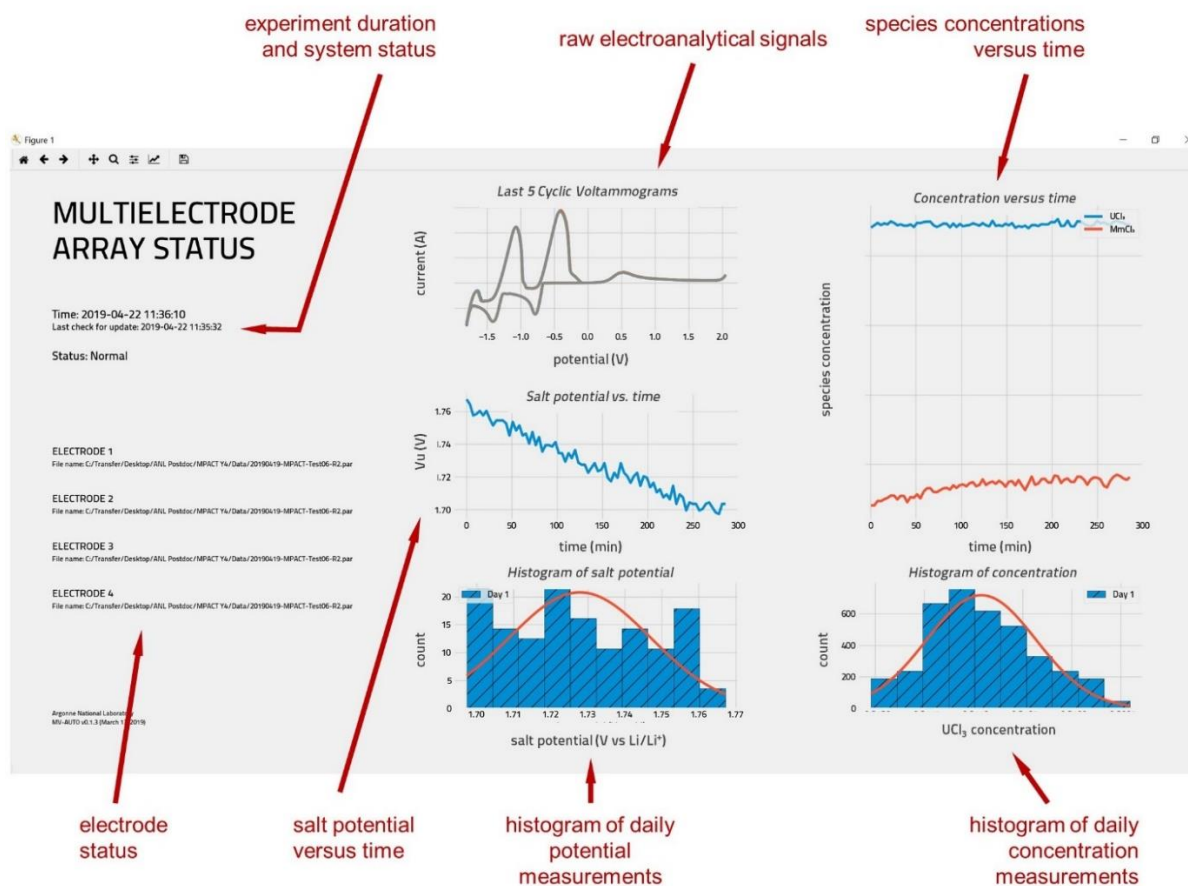 experiment duration
and system status
raw electroanalytical signals
species concentrations
versus time
Figure 1
MULTIELECTRODE
ARRAY STATUS
Time: 2019-04-22 11:36:10
Last check for update: 2019-04-22 11:35:32
Status: Normal
ELECTRODE 1
File name: C:/Transfer/Desktop/ANL Postdoc/MPACT Y4/Data/20190419-MPACT-Test06-R2.par
ELECTRODE 2
File name: C:/Transfer/Desktop/ANL Postdoc/MPACT Y4/Data/20190419-MPACT-Test06-R2.par
ELECTRODE 3
File name: C:/Transfer/Desktop/ANL Postdoc/MPACT Y4/Data/20190419-MPACT-Test06-R2.par
ELECTRODE 4
File name: C:/Transfer/Desktop/ANL Postdoc/MPACT Y4/Data/20190419-MPACT-Test06-R2.par
Argonne National Laboratory
MV-AUTO v0.1.3 (March 2019)
Last 5 Cyclic Voltammograms
current (A)
−1.5 −1.0 −0.5 0.0 0.5 1.0 1.5 2.0
potential (V)
Salt potential vs. time
Vu (V)
1.76
1.74
1.72
1.70
0 50 100 150 200 250 300
time (min)
Histogram of salt potential
Day 1
count
20
15
10
5
0
1.70 1.71 1.72 1.73 1.74 1.75 1.76 1.77
salt potential (V vs Li/Li⁺)
Concentration versus time
UCl₃
MmClₓ
species concentration
0 50 100 150 200 250 300
time (min)
Histogram of concentration
Day 1
count
600
400
200
0
UCl₃ concentration
electrode
status
salt potential
versus time
histogram of daily
potential
measurements
histogram of daily
concentration
measurements